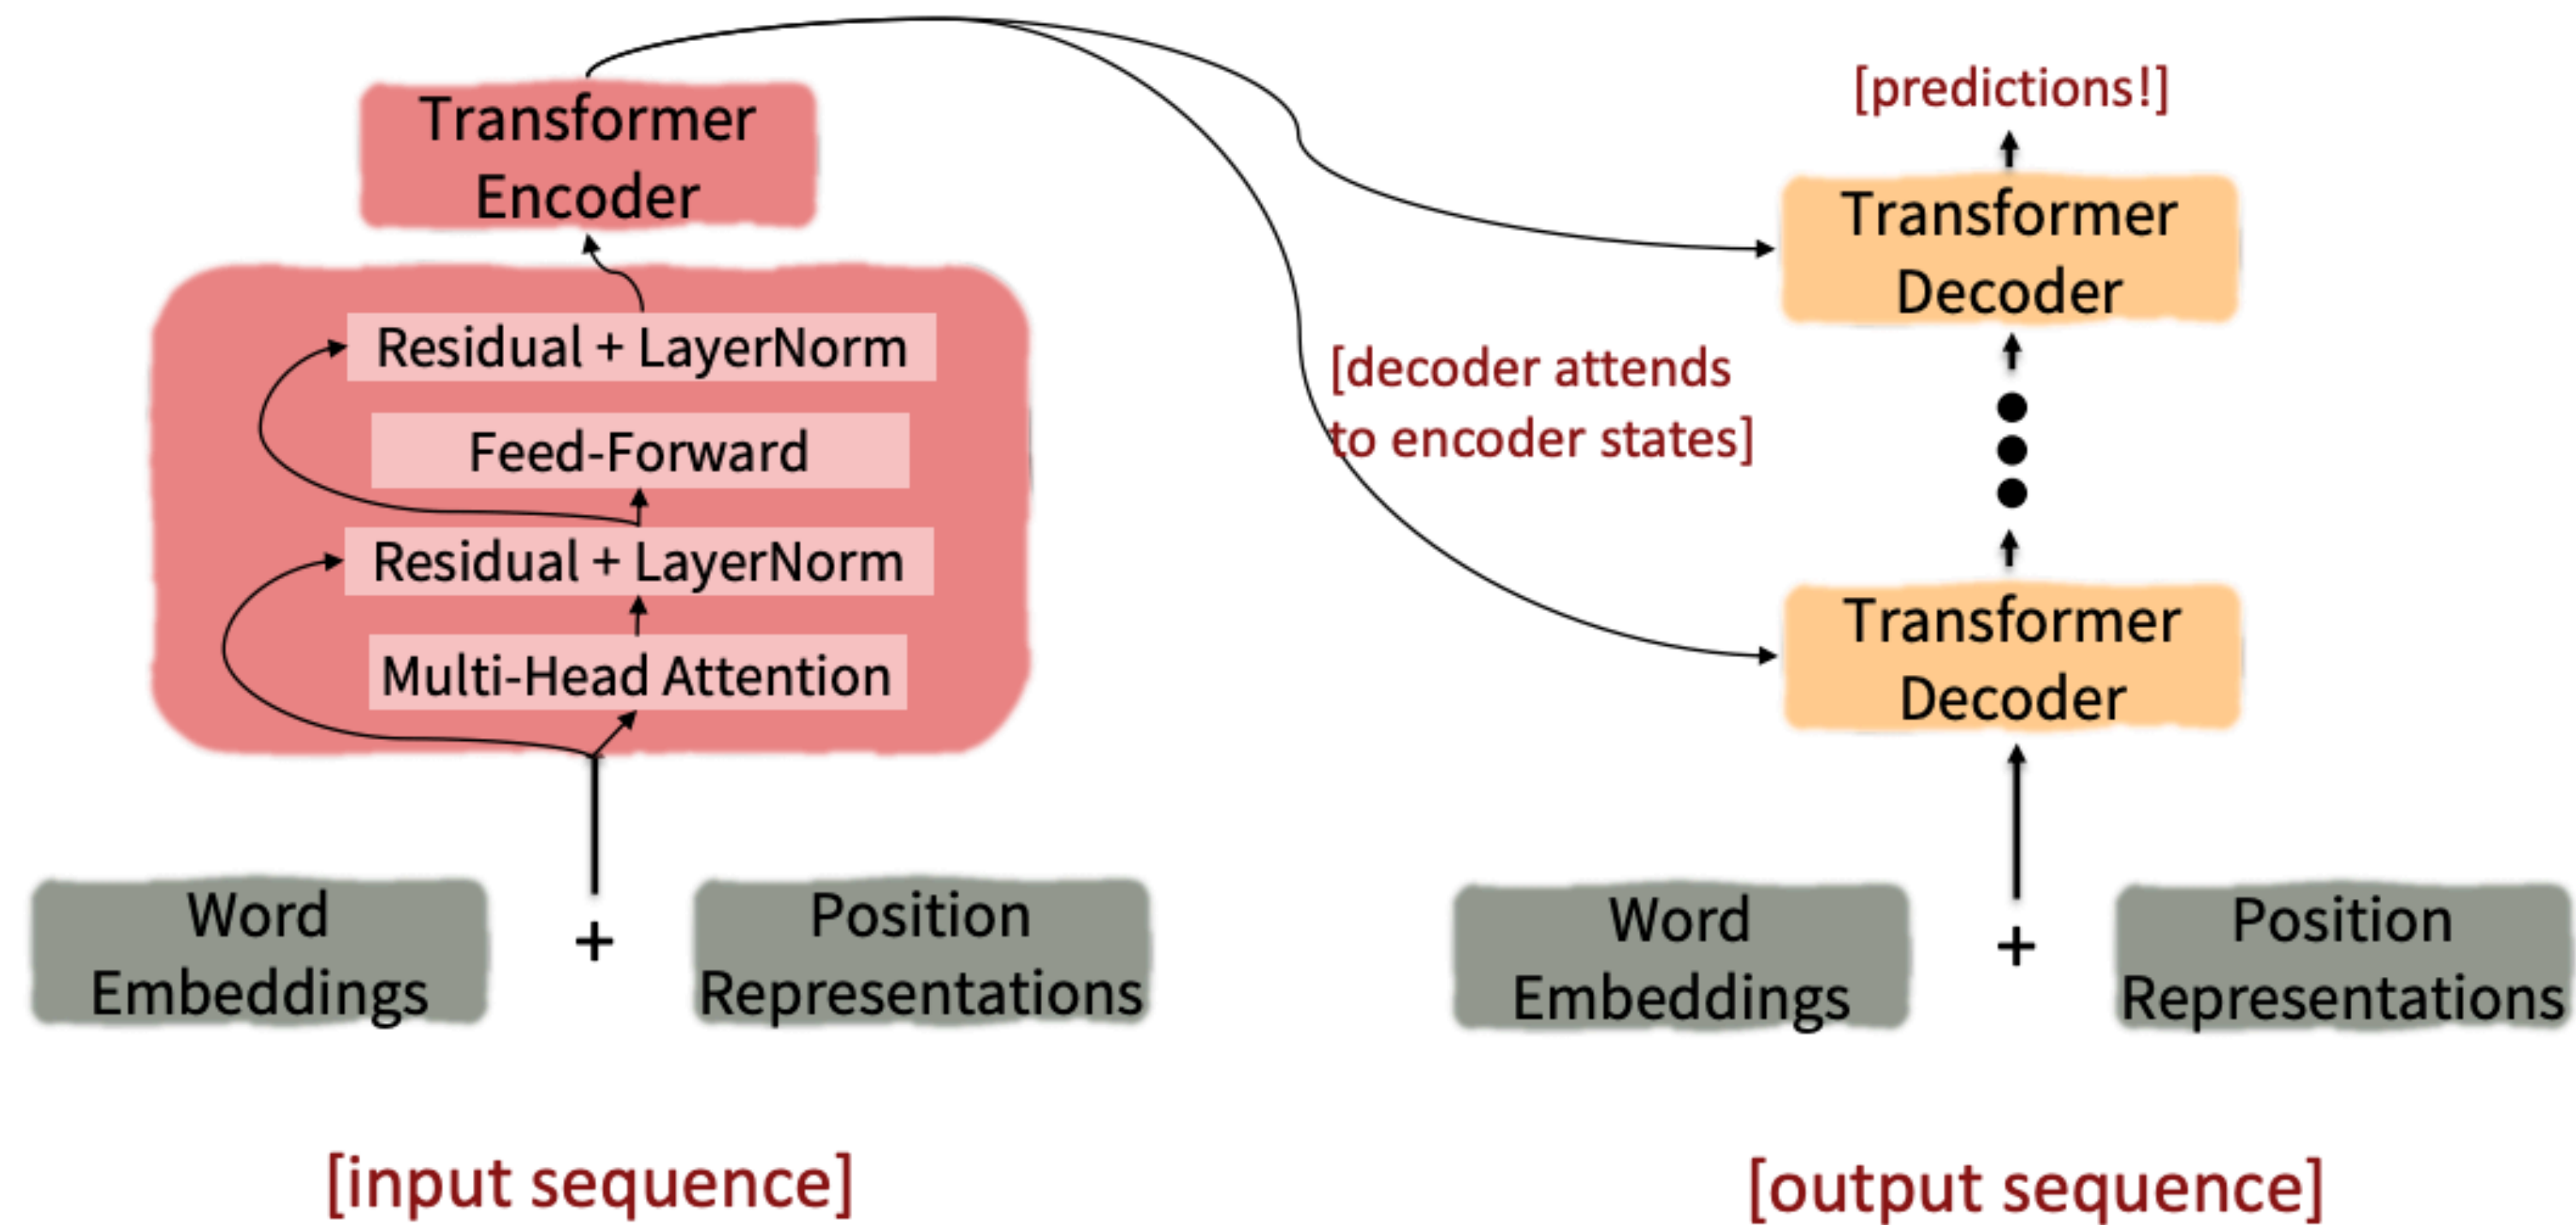 Transformer
Encoder
Residual + LayerNorm
Feed-Forward
Residual + LayerNorm
Multi-Head Attention
Word
Embeddings
+
Position
Representations
[input sequence]
[predictions!]
Transformer
Decoder
[decoder attends
to encoder states]
Transformer
Decoder
Word
Embeddings
+
Position
Representations
[output sequence]